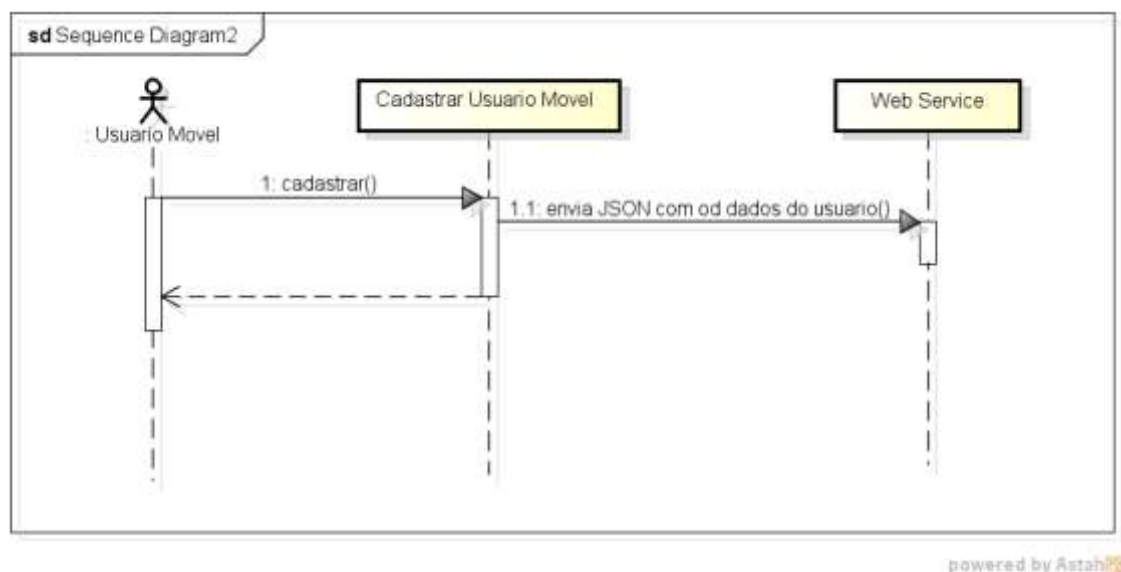 sd Sequence Diagram2
: Usuario Movel
Cadastrar Usuario Movel
Web Service
1: cadastrar()
1.1: envia JSON com od dados do usuario()
powered by Astah